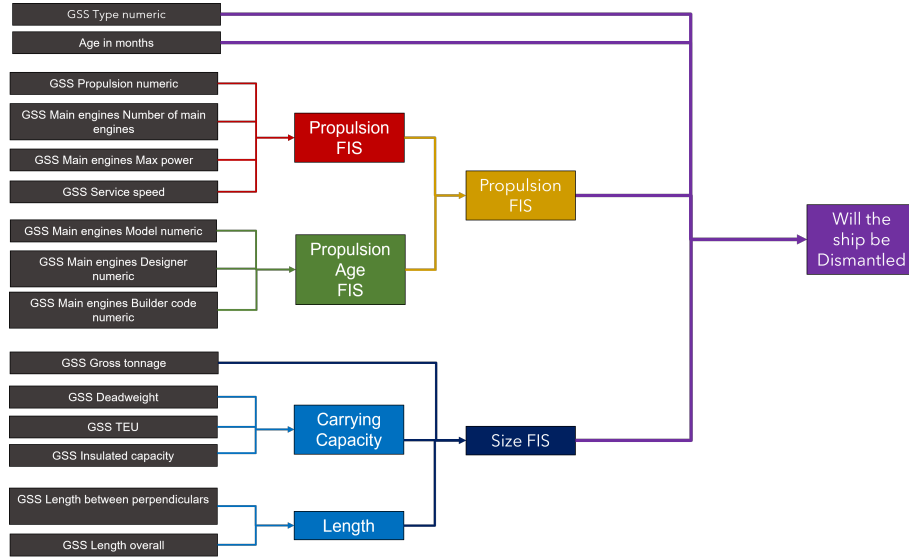 GSS Type numeric
Age in months
GSS Propulsion numeric
GSS Main engines Number of main
engines
GSS Main engines Max power
GSS Service speed
Propulsion
FIS
GSS Main engines Model numeric
GSS Main engines Designer
numeric
GSS Main engines Builder code
numeric
Propulsion
Age
FIS
Propulsion
FIS
GSS Gross tonnage
GSS Deadweight
GSS TEU
GSS Insulated capacity
Carrying
Capacity
GSS Length between perpendiculars
GSS Length overall
Length
Size FIS
Will the
ship be
Dismantled